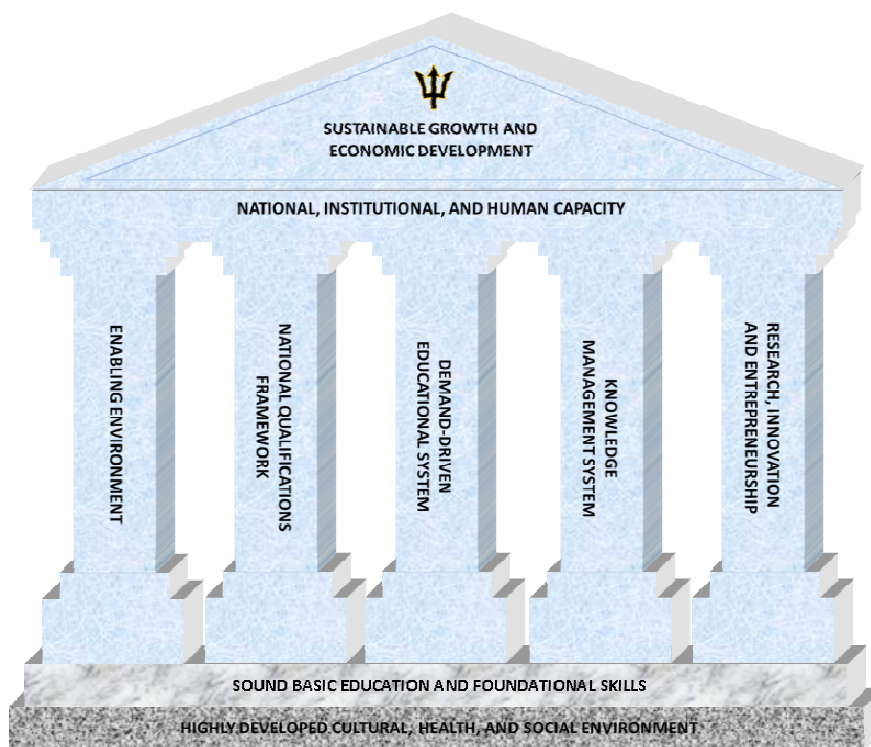 SUSTAINABLE GROWTH AND
ECONOMIC DEVELOPMENT
NATIONAL, INSTITUTIONAL, AND HUMAN CAPACITY
ENABLING ENVIRONMENT
NATIONAL QUALIFICATIONS
FRAMEWORK
DEMAND-DRIVEN
EDUCATIONAL SYSTEM
KNOWLEDGE
MANAGEMENT SYSTEM
RESEARCH, INNOVATION
AND ENTREPRENEURSHIP
SOUND BASIC EDUCATION AND FOUNDATIONAL SKILLS
HIGHLY DEVELOPED CULTURAL, HEALTH, AND SOCIAL ENVIRONMENT